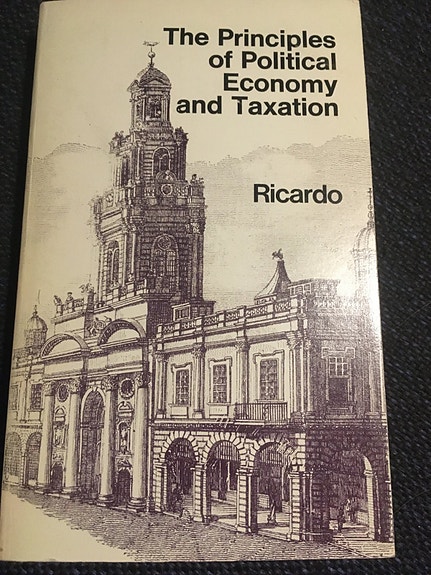 The Principles
of Political
Economy
and Taxation
Ricardo